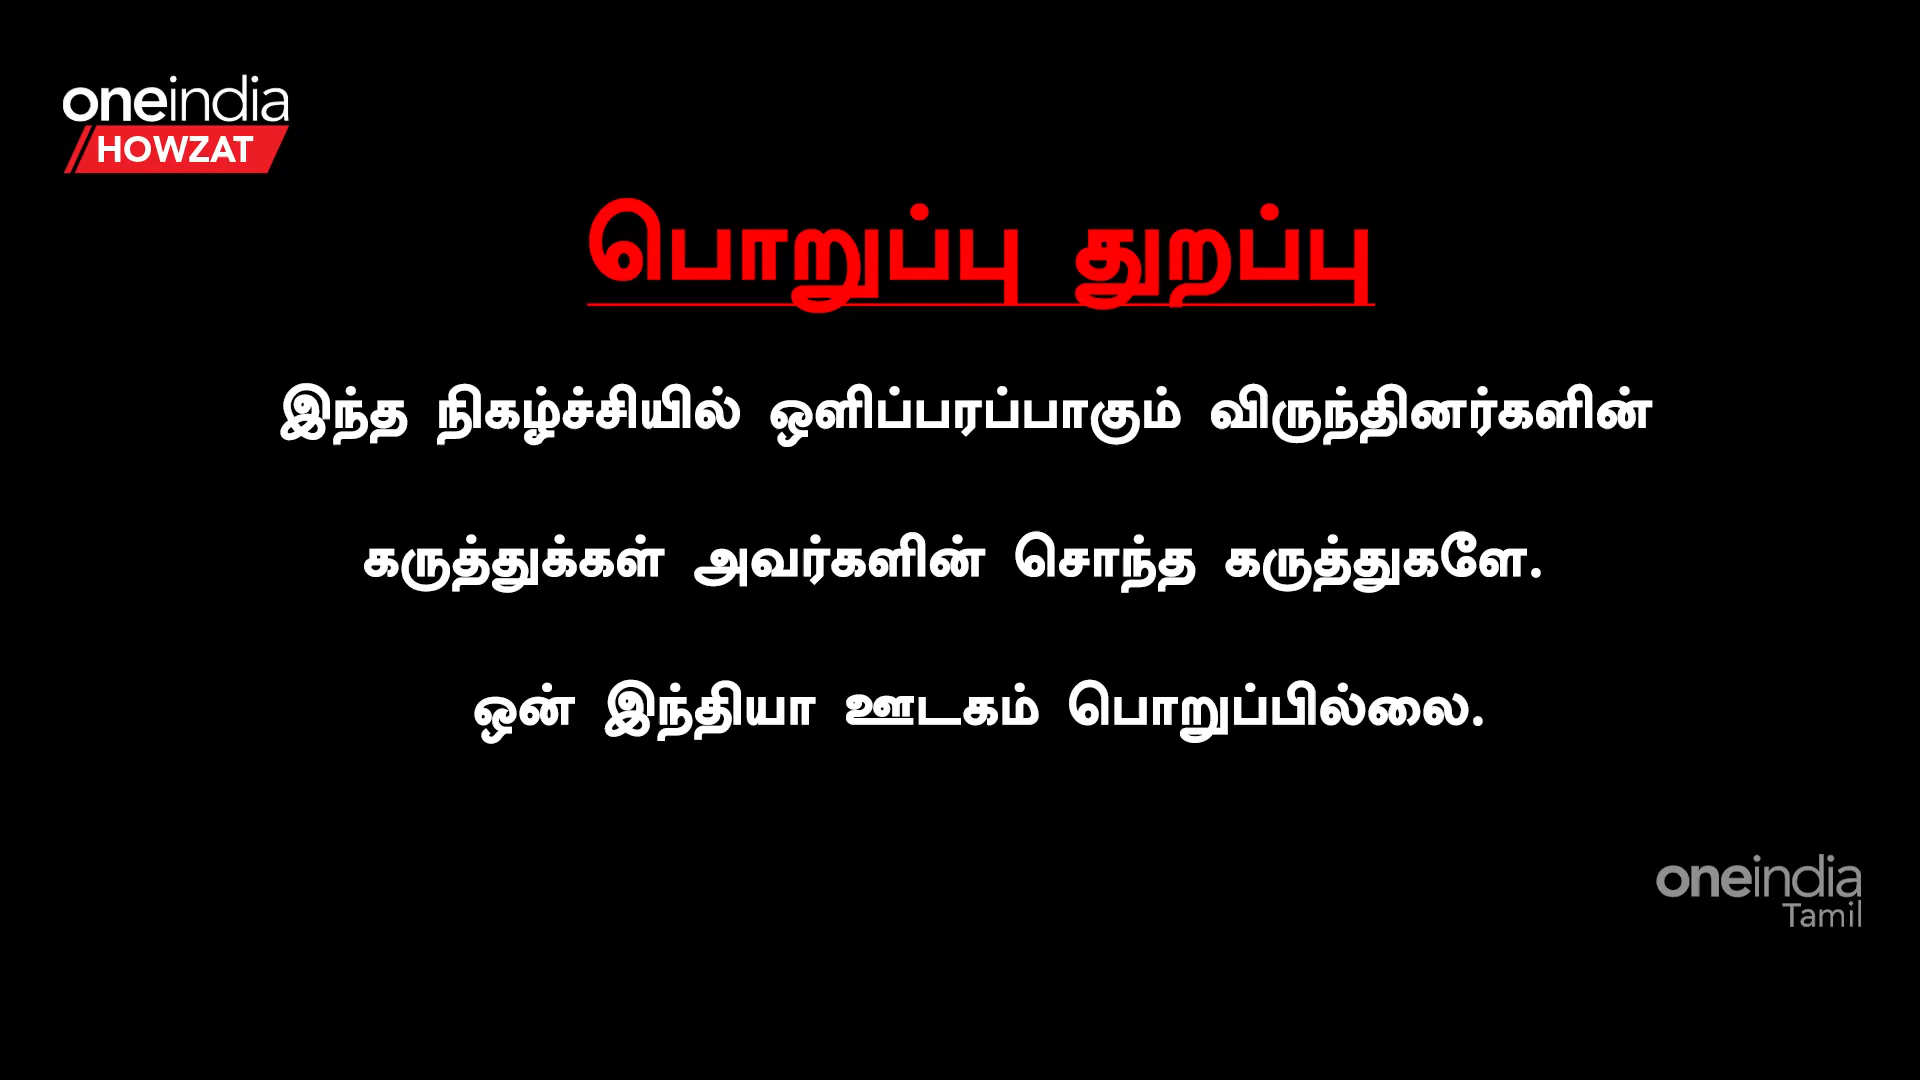 oneindia
HOWZAT
பொறுப்பு துறப்பு
இந்த நிகழ்ச்சியில் ஒளிப்பரப்பாகும் விருந்தினர்களின்
கருத்துக்கள் அவர்களின் சொந்த கருத்துகளே.
ஒன் இந்தியா ஊடகம் பொறுப்பில்லை.
oneindia
Tamil